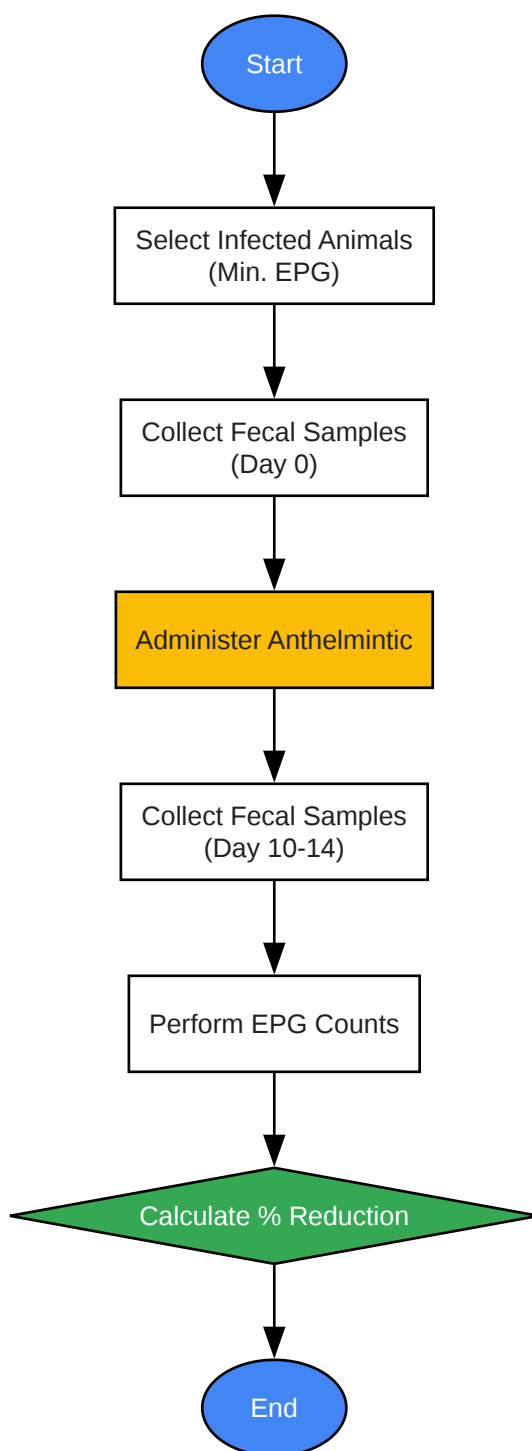 Start
Select Infected Animals
(Min. EPG)
Collect Fecal Samples
(Day 0)
Administer Anthelmintic
Collect Fecal Samples
(Day 10-14)
Perform EPG Counts
Calculate % Reduction
End